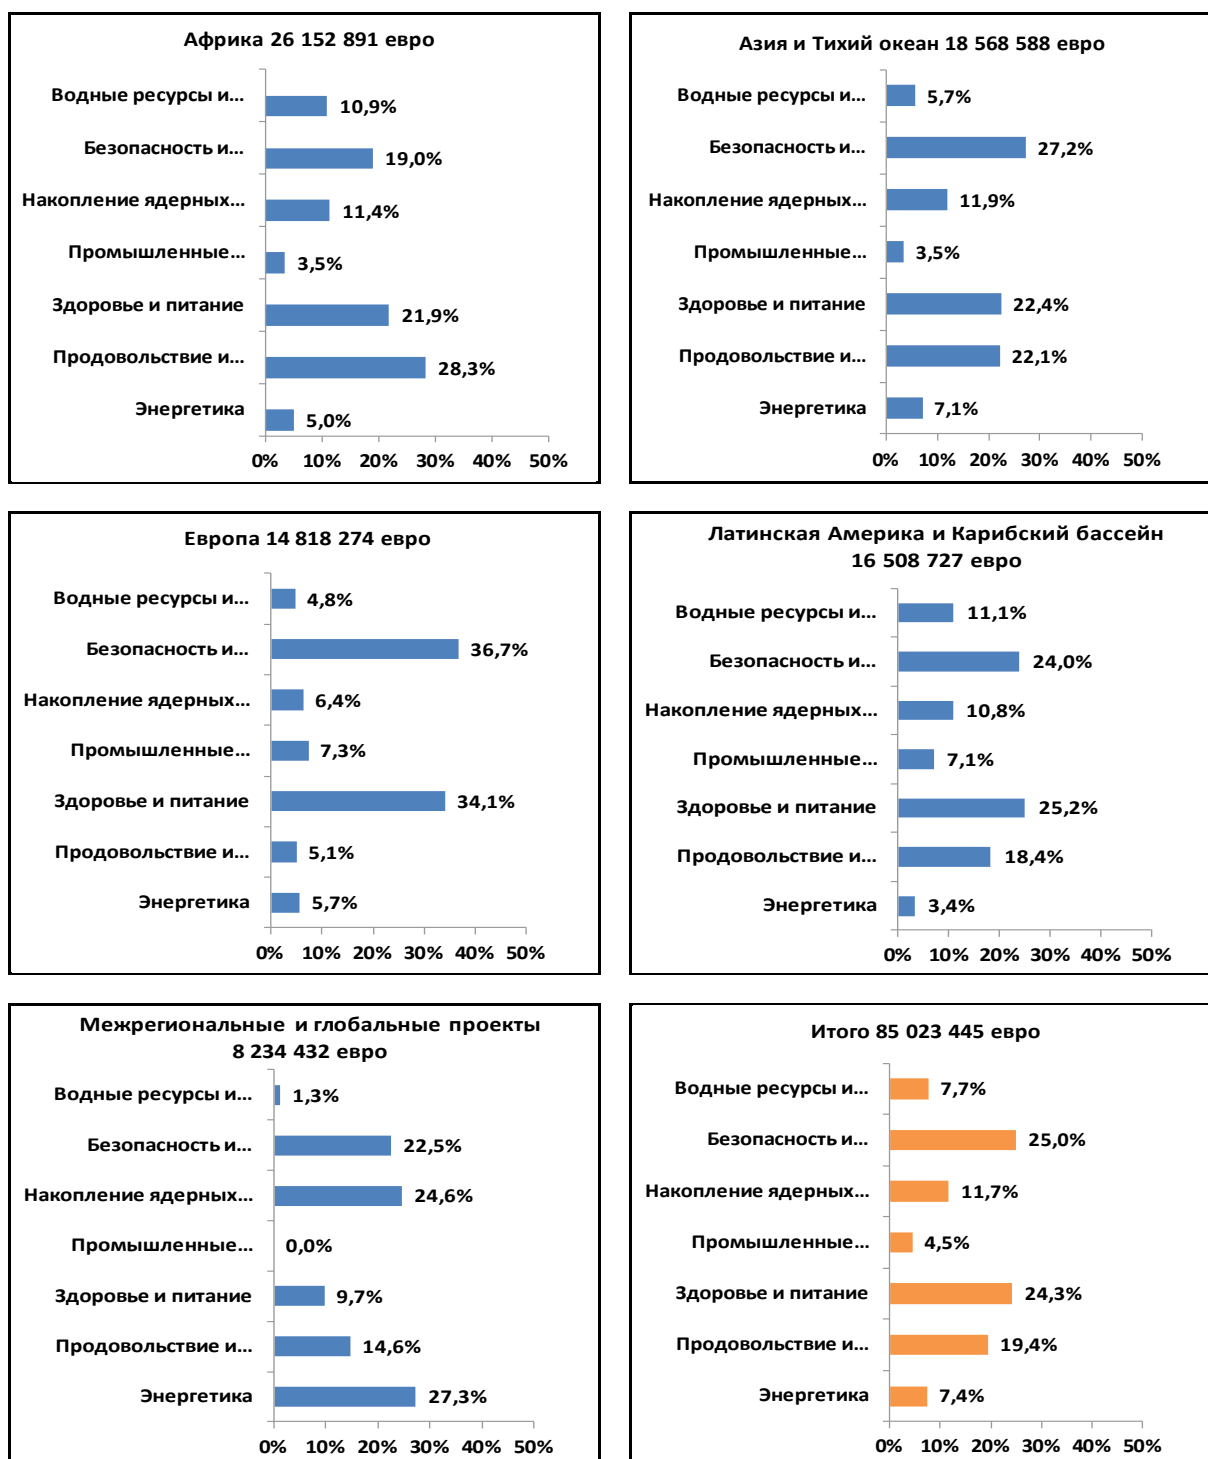 Африка 26 152 891 евро
Водные ресурсы и...
10,9%
Безопасность и...
19,0%
Накопление ядерных...
11,4%
Промышленные...
3,5%
Здоровье и питание
21,9%
Продовольствие и...
28,3%
Энергетика
5,0%
0% 10% 20% 30% 40% 50%
Азия и Тихий океан 18 568 588 евро
Водные ресурсы и...
5,7%
Безопасность и...
27,2%
Накопление ядерных...
11,9%
Промышленные...
3,5%
Здоровье и питание
22,4%
Продовольствие и...
22,1%
Энергетика
7,1%
0% 10% 20% 30% 40% 50%
Европа 14 818 274 евро
Водные ресурсы и...
4,8%
Безопасность и...
36,7%
Накопление ядерных...
6,4%
Промышленные...
7,3%
Здоровье и питание
34,1%
Продовольствие и...
5,1%
Энергетика
5,7%
0% 10% 20% 30% 40% 50%
Латинская Америка и Карибский бассейн
16 508 727 евро
Водные ресурсы и...
11,1%
Безопасность и...
24,0%
Накопление ядерных...
10,8%
Промышленные...
7,1%
Здоровье и питание
25,2%
Продовольствие и...
18,4%
Энергетика
3,4%
0% 10% 20% 30% 40% 50%
Межрегиональные и глобальные проекты
8 234 432 евро
Водные ресурсы и...
1,3%
Безопасность и...
22,5%
Накопление ядерных...
24,6%
Промышленные...
0,0%
Здоровье и питание
9,7%
Продовольствие и...
14,6%
Энергетика
27,3%
0% 10% 20% 30% 40% 50%
Итого 85 023 445 евро
Водные ресурсы и...
7,7%
Безопасность и...
25,0%
Накопление ядерных...
11,7%
Промышленные...
4,5%
Здоровье и питание
24,3%
Продовольствие и...
19,4%
Энергетика
7,4%
0% 10% 20% 30% 40% 50%